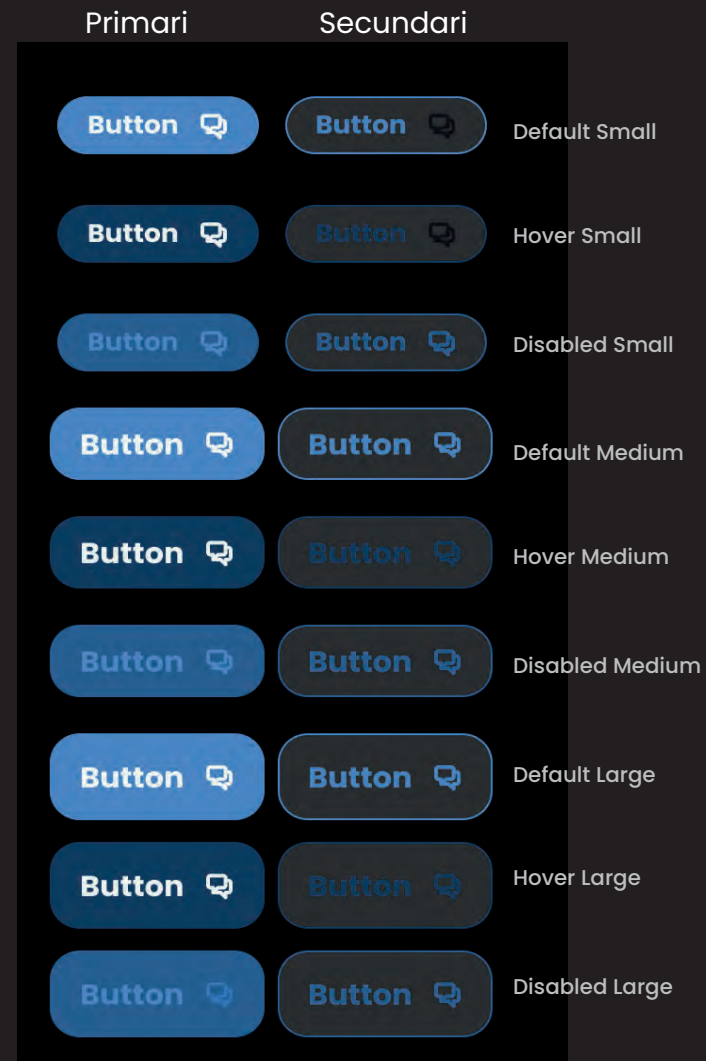 Primari Secundari
Button Button Default Small
Button Button Hover Small
Button Button Disabled Small
Button Button Default Medium
Button Button Hover Medium
Button Button Disabled Medium
Button Button Default Large
Button Button Hover Large
Button Button Disabled Large